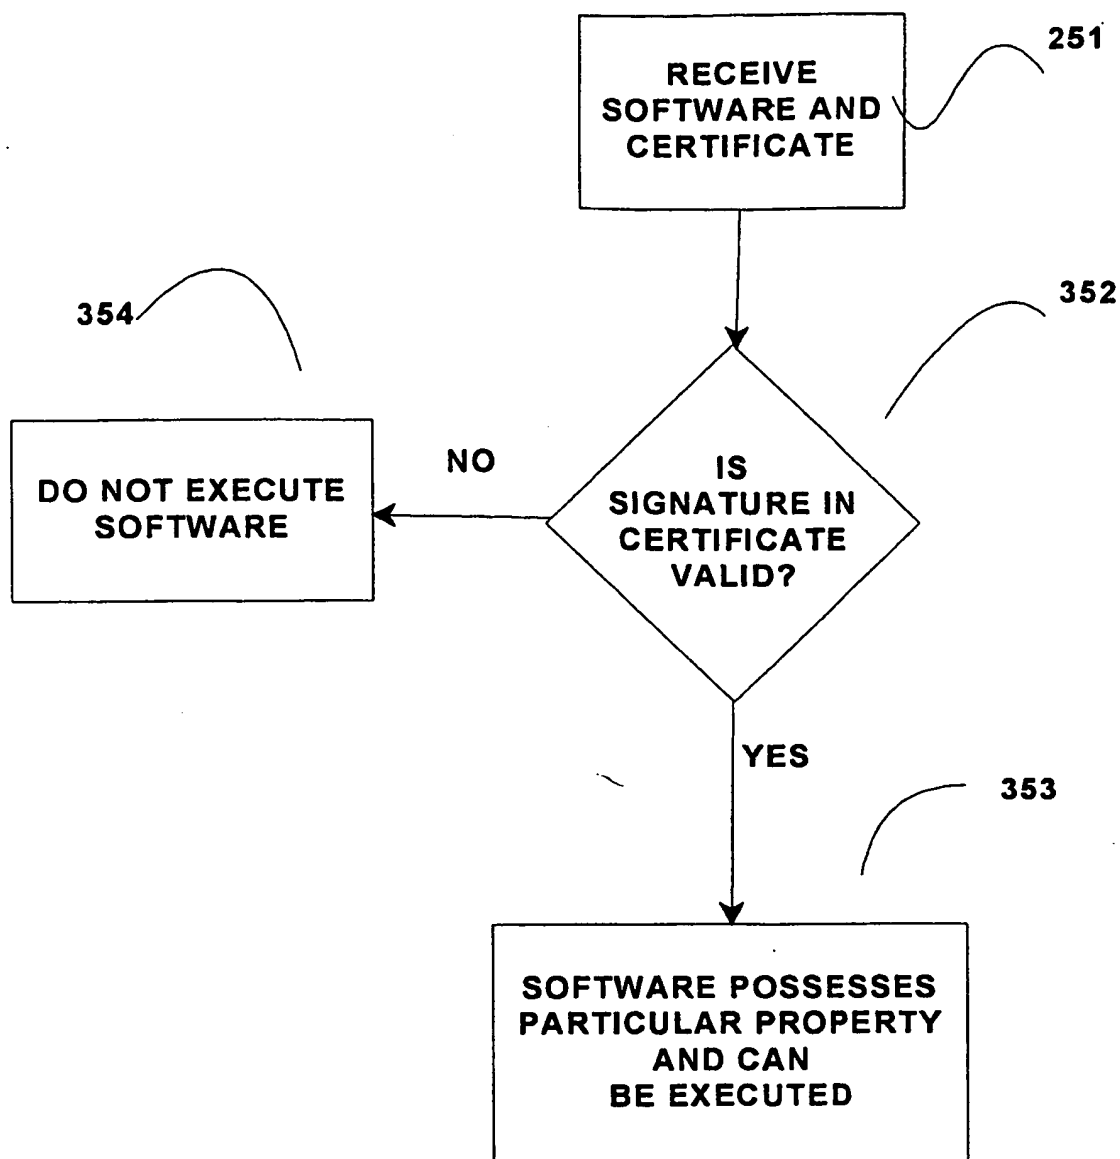 251
RECEIVE
SOFTWARE AND
CERTIFICATE
352
354
IS
SIGNATURE IN
CERTIFICATE
VALID?
NO
DO NOT EXECUTE
SOFTWARE
YES
353
SOFTWARE POSSESSES
PARTICULAR PROPERTY
AND CAN
BE EXECUTED